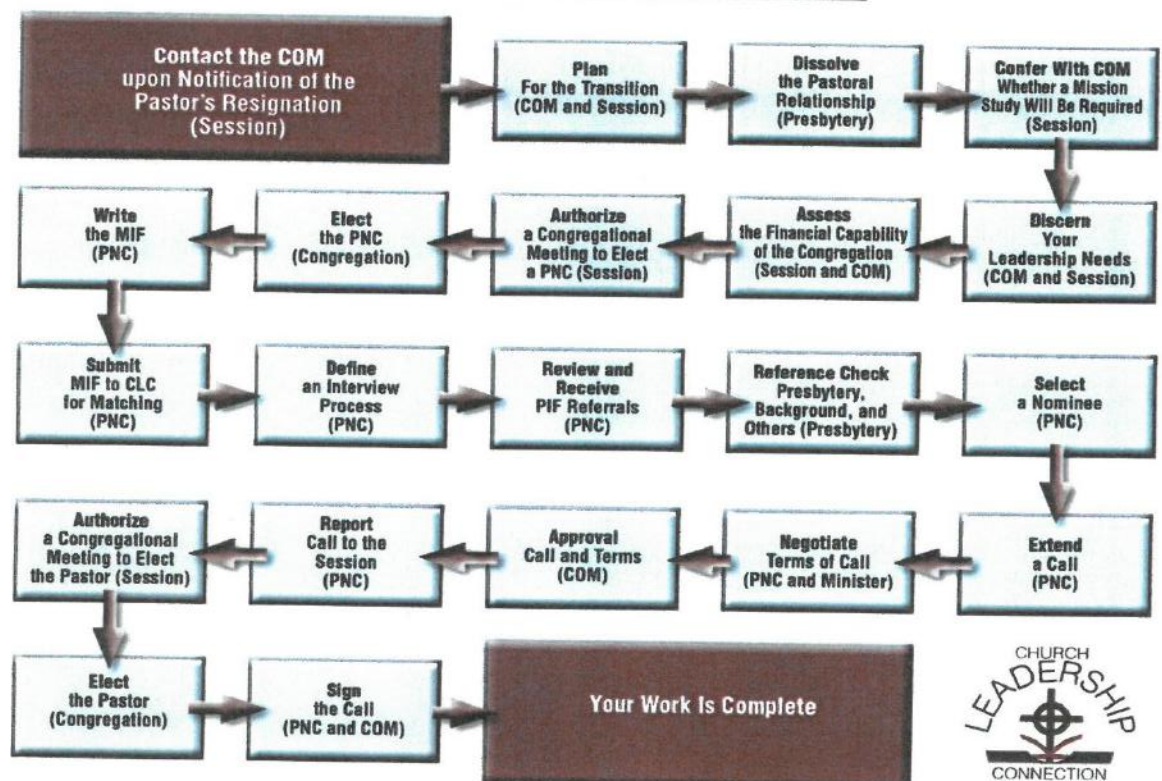 Contact the COM
upon Notification of the
Pastor's Resignation
(Session)
Plan
For the Transition
(COM and Session)
Dissolve
the Pastoral
Relationship
(Presbytery)
Confer With COM
Whether a Mission
Study Will Be Required
(Session)
Discern
Your
Leadership Needs
(COM and Session)
Assess
the Financial Capability
of the Congregation
(Session and COM)
Authorize
a Congregational
Meeting to Elect
a PNC (Session)
Elect
the PNC
(Congregation)
Write
the MIF
(PNC)
Submit
MIF to CLC
for Matching
(PNC)
Define
an Interview
Process
(PNC)
Review and
Receive
PIF Referrals
(PNC)
Reference Check
Presbytery,
Background, and
Others (Presbytery)
Select
a Nominee
(PNC)
Extend
a Call
(PNC)
Negotiate
Terms of Call
(PNC and Minister)
Approval
Call and Terms
(COM)
Report
Call to the
Session
(PNC)
Authorize
a Congregational
Meeting to Elect
the Pastor (Session)
Elect
the Pastor
(Congregation)
Sign
the Call
(PNC and COM)
Your Work Is Complete
CHURCH
LEADERSHIP
CONNECTION